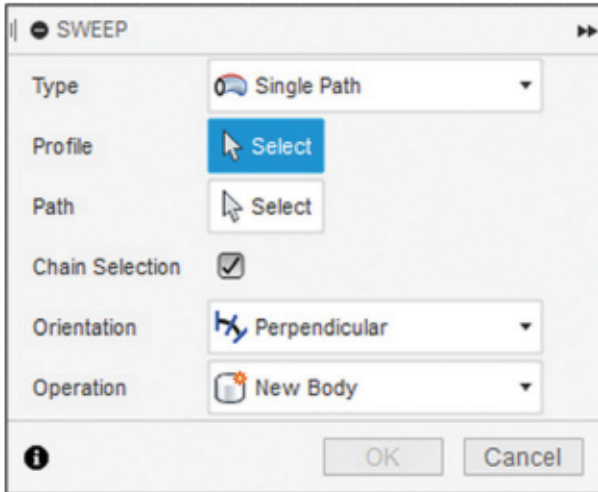 SWEEP
Type Single Path
Profile Select
Path Select
Chain Selection
Orientation Perpendicular
Operation New Body
OK Cancel